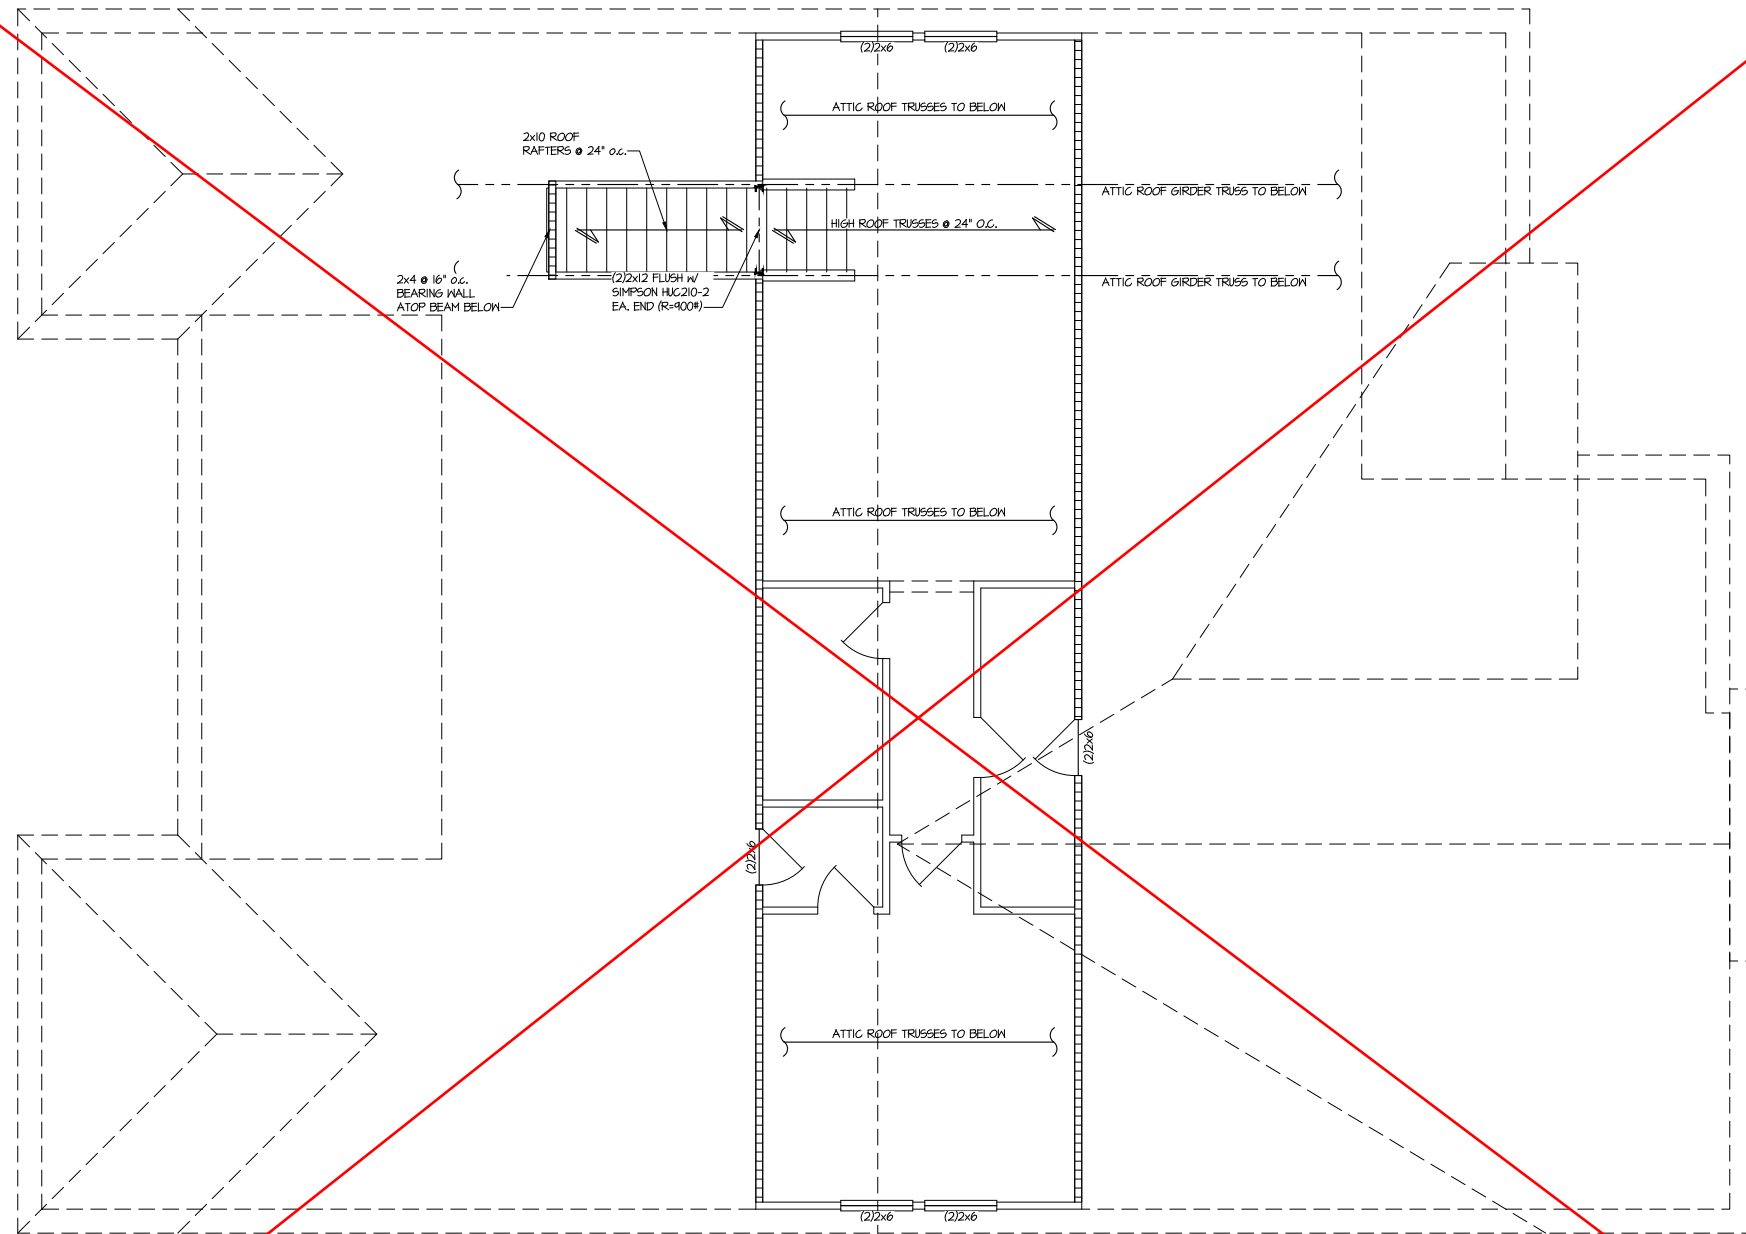 (2)2x6 (2)2x6
ATTIC ROOF TRUSSES TO BELOW
2x10 ROOF
RAFTERS @ 24" o.c.
ATTIC ROOF GIRDER TRUSS TO BELOW
HIGH ROOF TRUSSES @ 24" O.C.
2x4 @ 16" o.c.
BEARING WALL
ATOP BEAM BELOW
(2)2x12 FLUSH w/
SIMPSON HUC210-2
EA. END (R=900#)
ATTIC ROOF GIRDER TRUSS TO BELOW
ATTIC ROOF TRUSSES TO BELOW
(2)2x6
(2)2x6
ATTIC ROOF TRUSSES TO BELOW
(2)2x6 (2)2x6